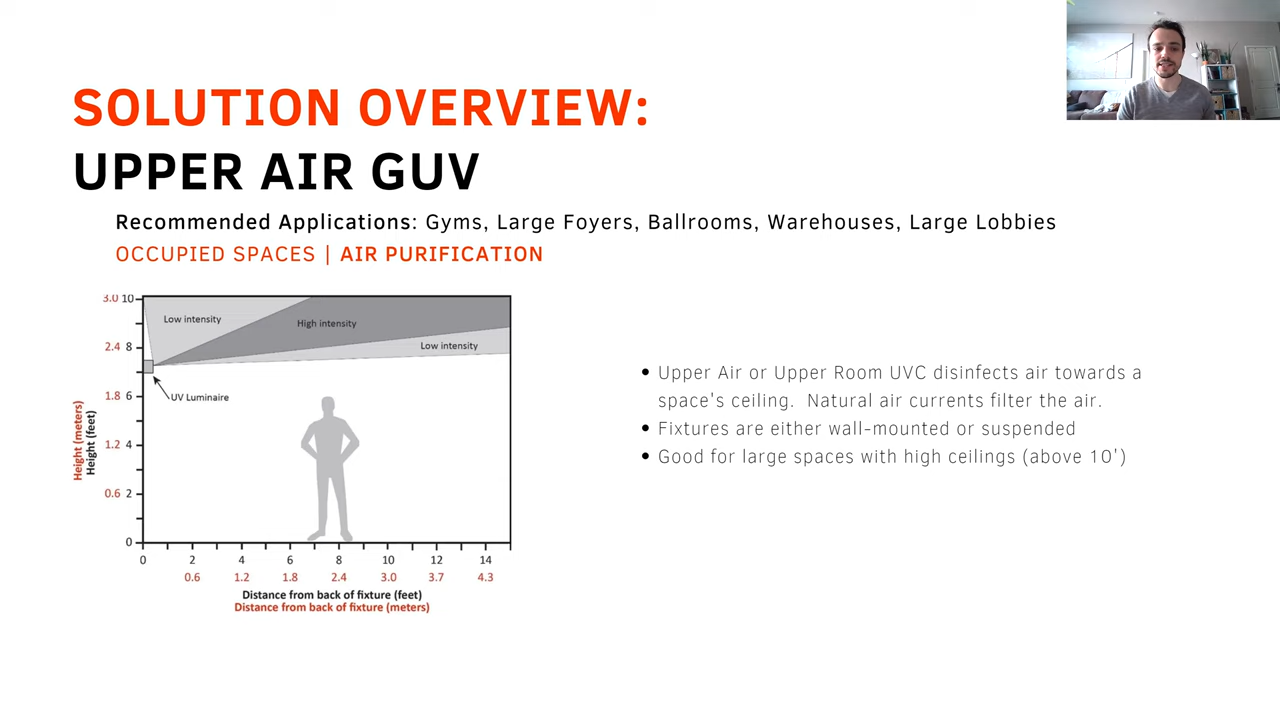 SOLUTION OVERVIEW:
UPPER AIR GUV
Recommended Applications: Gyms, Large Foyers, Ballrooms, Warehouses, Large Lobbies
OCCUPIED SPACES | AIR PURIFICATION
3.0 10
Low intensity
High intensity
2.4 8
Low intensity
UV Luminaire
1.8 6
1.2 4
0.6 2
0
Height (meters)
Height (feet)
0 2 4 6 8 10 12 14
0.6 1.2 1.8 2.4 3.0 3.7 4.3
Distance from back of fixture (feet)
Distance from back of fixture (meters)
• Upper Air or Upper Room UVC disinfects air towards a
space's ceiling. Natural air currents filter the air.
• Fixtures are either wall-mounted or suspended
• Good for large spaces with high ceilings (above 10')